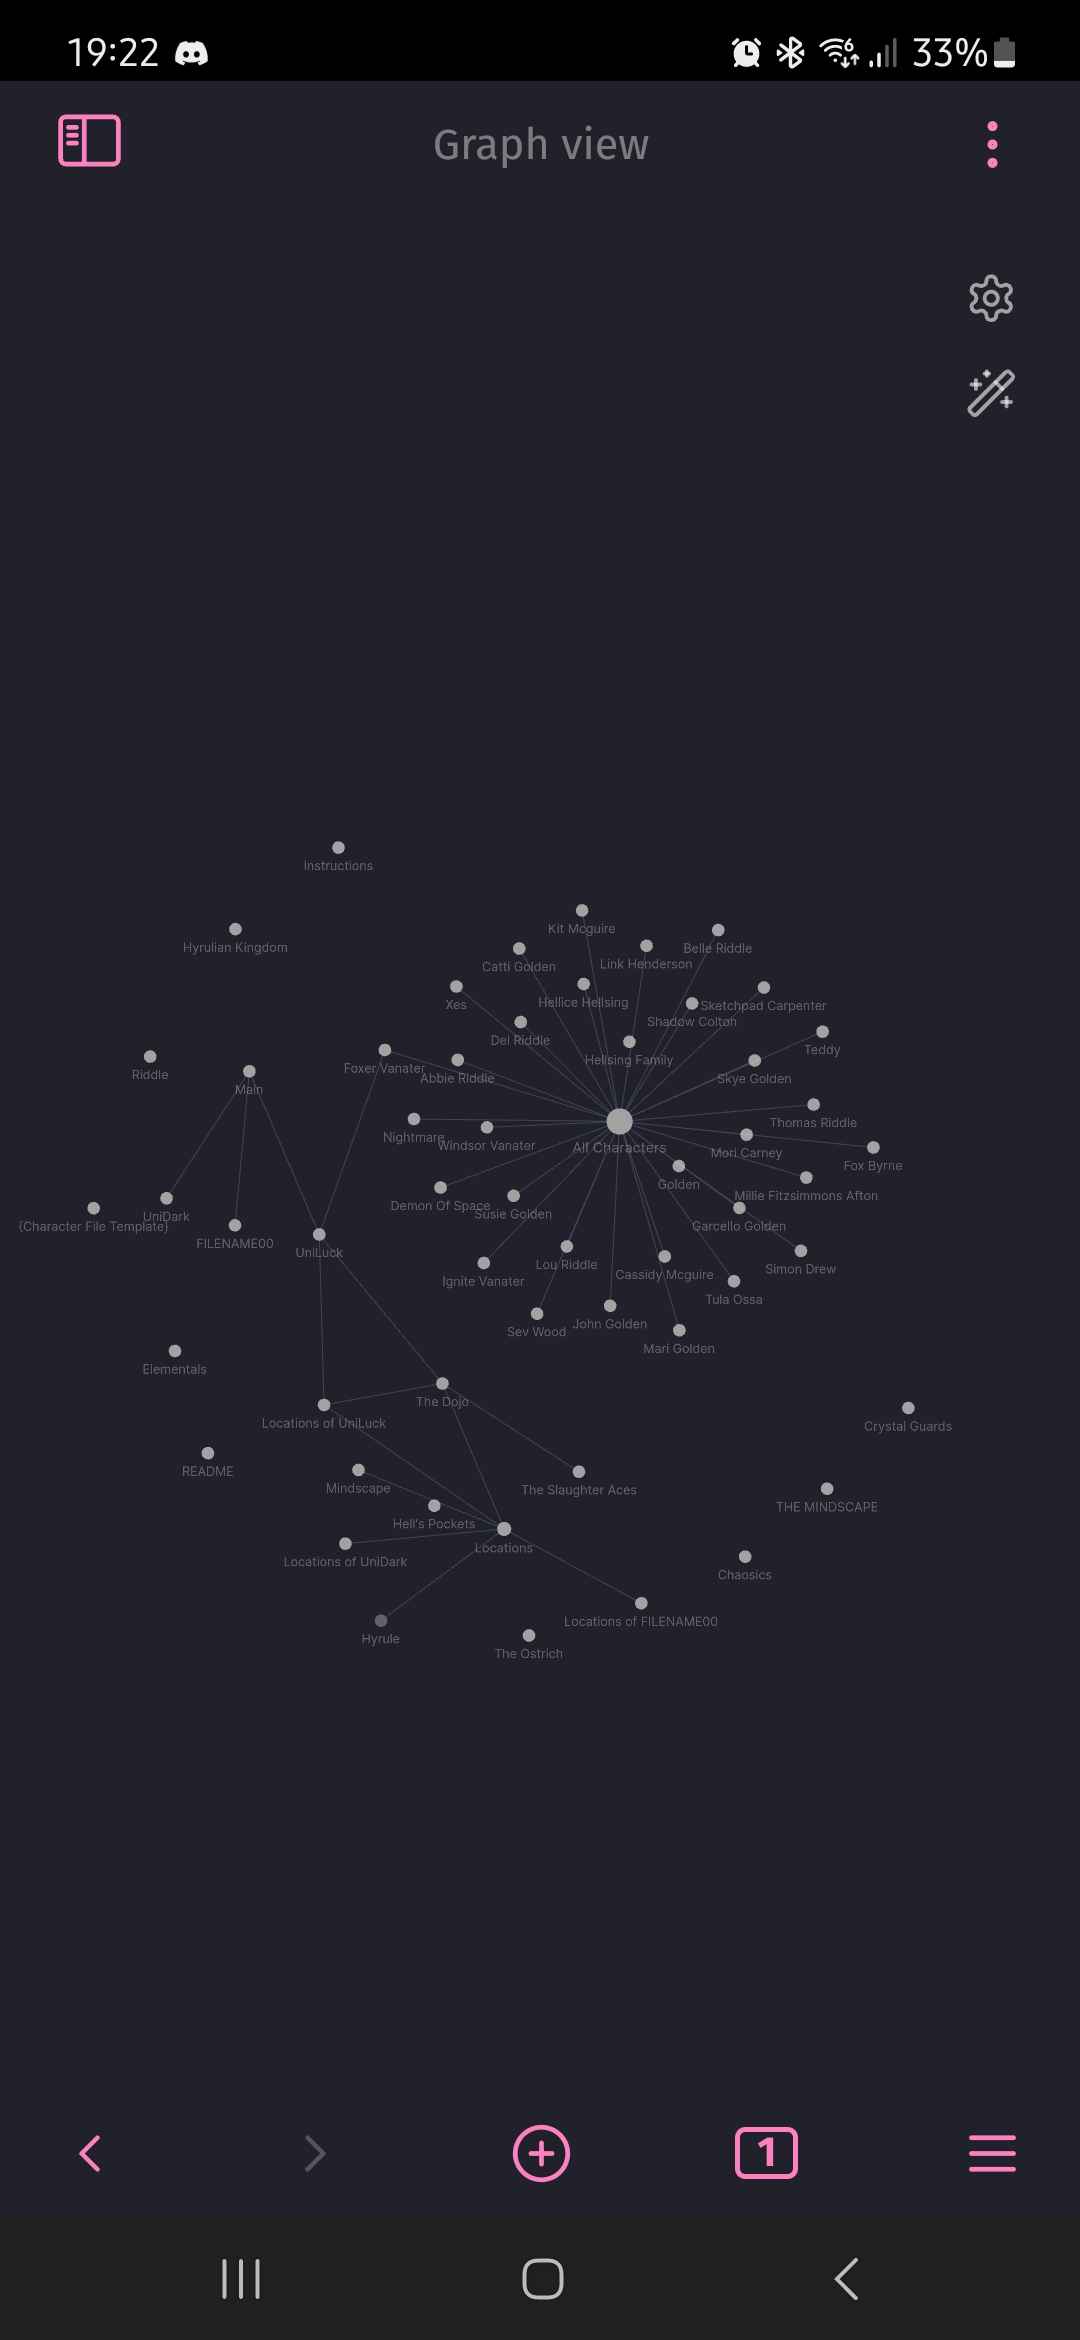 19:22
33%
Graph view
Instructions
Kit Mcguire
Hyrulian Kingdom
Belle Riddle
Link Henderson
Catti Golden
Xes
Hellice Hellsing
Sketchpad Carpenter
Shadow Colton
Del Riddle
Teddy
Hellsing Family
Foxer Vanater
Riddle
Abbie Riddle
Skye Golden
Main
Thomas Riddle
Nightmare
Windsor Vanater
All Characters
Mori Carney
Fox Byrne
Golden
Millie Fitzsimmons Afton
Demon Of Space
Susie Golden
UniDark
{Character File Template}
Garcello Golden
FILENAME00
UniLuck
Lou Riddle
Simon Drew
Cassidy Mcguire
Ignite Vanater
Tula Ossa
John Golden
Sev Wood
Mari Golden
Elementals
The Dojo
Locations of UniLuck
Crystal Guards
README
Mindscape
The Slaughter Aces
THE MINDSCAPE
Hell's Pockets
Locations
Locations of UniDark
Chaosics
Locations of FILENAME00
Hyrule
The Ostrich
1